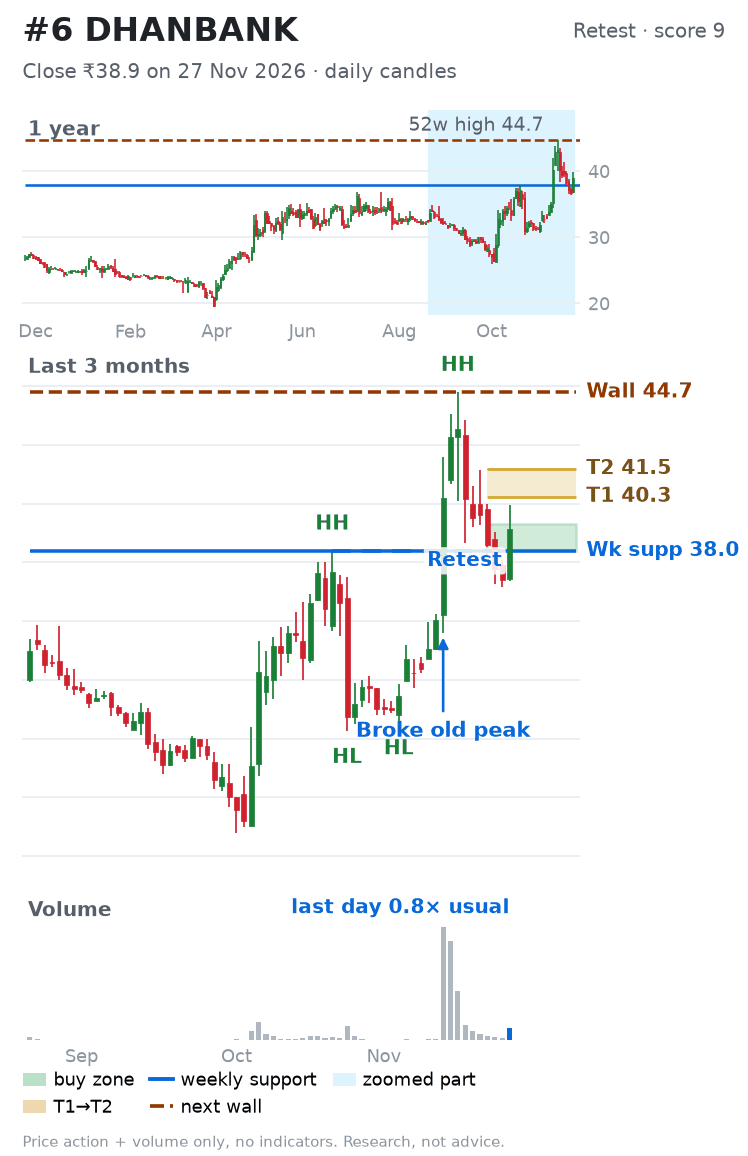 #6 DHANBANK
Retest · score 9
Close ₹38.9 on 27 Nov 2026 · daily candles
1 year
52w high 44.7
40
30
20
Dec Feb Apr Jun Aug Oct
Last 3 months
HH
Wall 44.7
T2 41.5
T1 40.3
HH
Wk supp 38.0
Retest
Broke old peak
HL
HL
Volume
last day 0.8× usual
Sep Oct Nov
buy zone weekly support zoomed part
T1→T2 next wall
Price action + volume only, no indicators. Research, not advice.